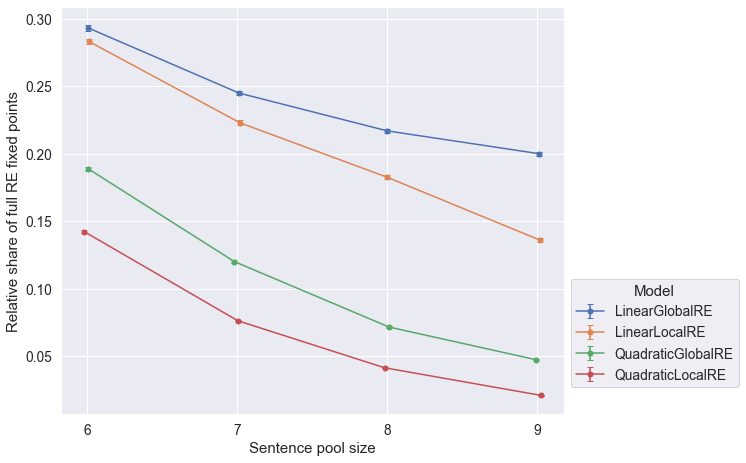 Relative share of full RE fixed points
0.30
0.25
0.20
0.15
0.10
0.05
6 7 8 9
Sentence pool size
Model
LinearGlobalRE
LinearLocalRE
QuadraticGlobalRE
QuadraticLocalRE